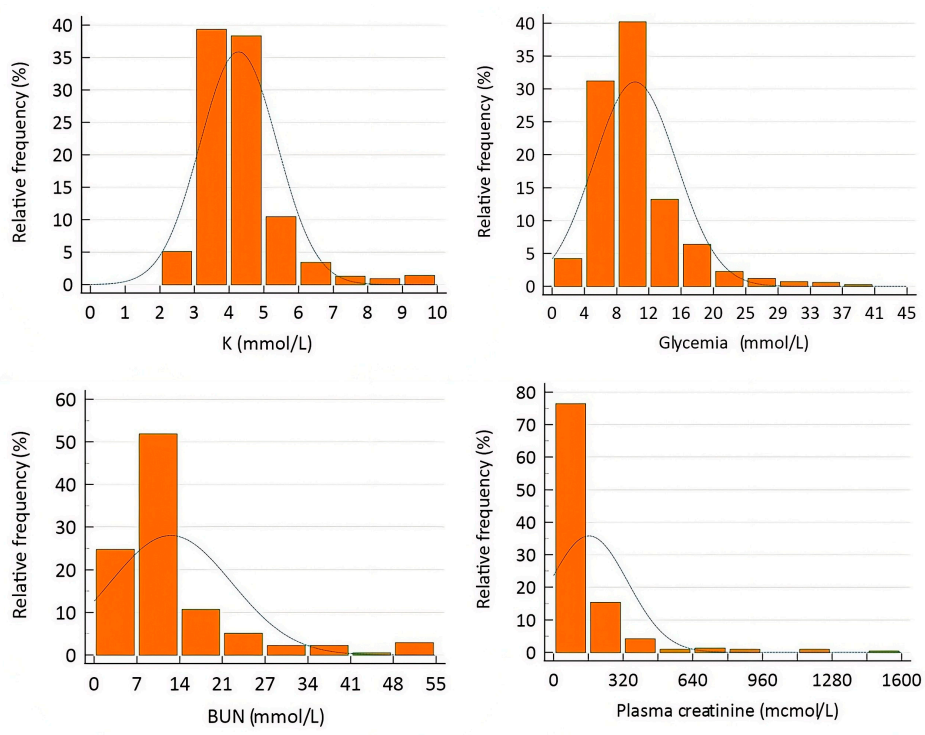 Relative frequency (%)
40
35
30
25
20
15
10
5
0
0 1 2 3 4 5 6 7 8 9 10
K (mmol/L)
Relative frequency (%)
40
35
30
25
20
15
10
5
0
0 4 8 12 16 20 25 29 33 37 41 45
Glycemia (mmol/L)
Relative frequency (%)
60
50
40
30
20
10
0
0 7 14 21 27 34 41 48 55
BUN (mmol/L)
Relative frequency (%)
80
70
60
50
40
30
20
10
0
0 320 640 960 1280 1600
Plasma creatinine (mcmol/L)